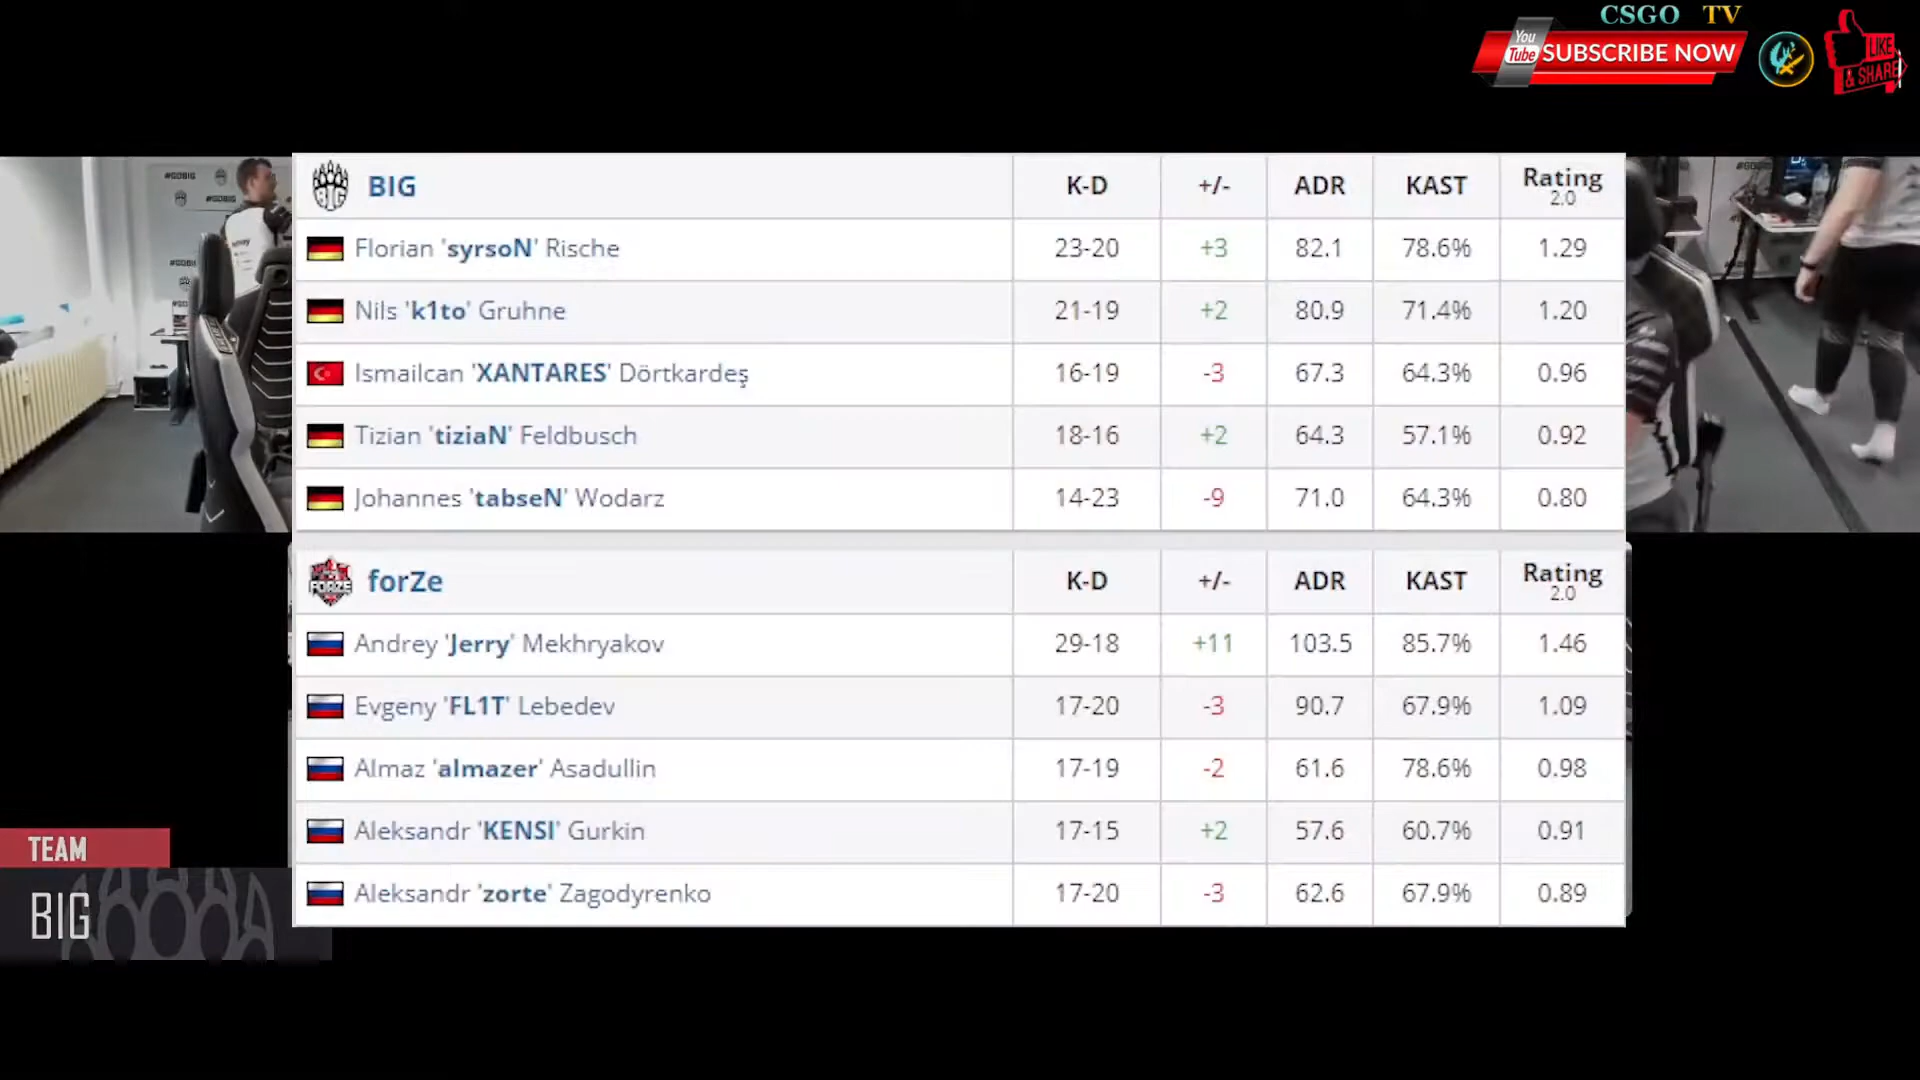 CSGO TV
You Tube SUBSCRIBE NOW
LIKE & SHARE
#GOBIG
#GOBIG
#GOBIG
BIG BIG K-D +/- ADR KAST Rating 2.0
Florian 'syrsoN' Rische 23-20 +3 82.1 78.6% 1.29
Nils 'k1to' Gruhne 21-19 +2 80.9 71.4% 1.20
Ismailcan 'XANTARES' Dörtkardeş 16-19 -3 67.3 64.3% 0.96
Tizian 'tiziaN' Feldbusch 18-16 +2 64.3 57.1% 0.92
Johannes 'tabseN' Wodarz 14-23 -9 71.0 64.3% 0.80
FORZE forZe K-D +/- ADR KAST Rating 2.0
Andrey 'Jerry' Mekhryakov 29-18 +11 103.5 85.7% 1.46
Evgeny 'FL1T' Lebedev 17-20 -3 90.7 67.9% 1.09
Almaz 'almazer' Asadullin 17-19 -2 61.6 78.6% 0.98
Aleksandr 'KENSI' Gurkin 17-15 +2 57.6 60.7% 0.91
Aleksandr 'zorte' Zagodyrenko 17-20 -3 62.6 67.9% 0.89
TEAM
BIG